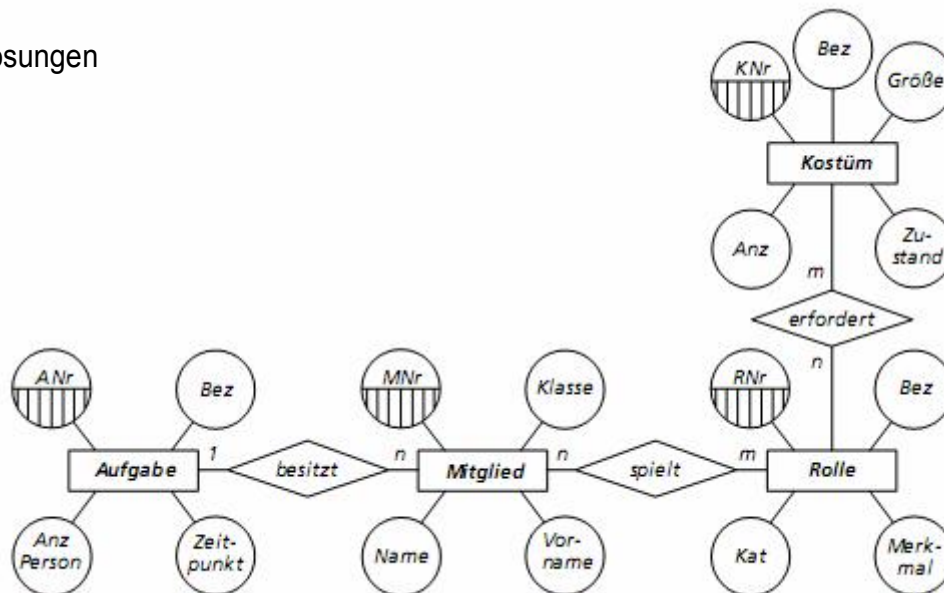 osungen
Bez
KNr
Größe
Kostüm
Anz
Zu-
stand
m
erfordert
n
ANr
Bez
MNr
Klasse
RNr
Bez
Aufgabe
1
besitzt
n
Mitglied
n
spielt
m
Rolle
Anz
Person
Zeit-
punkt
Name
Vor-
name
Kat
Merk-
mal